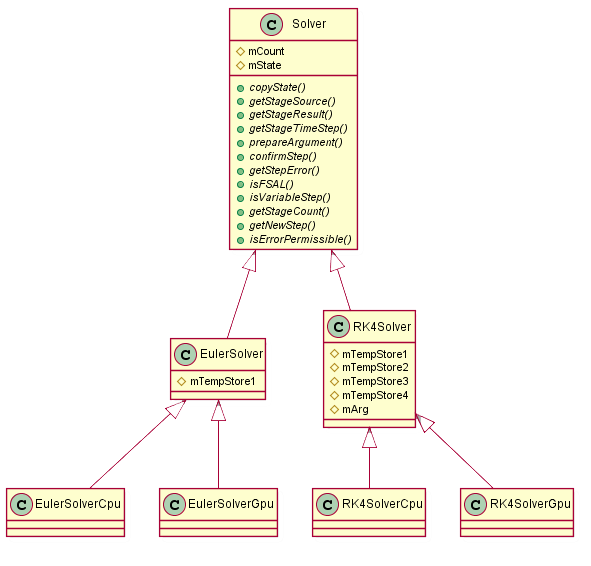 C Solver
mCount
mState
copyState()
getStageSource()
getStageResult()
getStageTimeStep()
prepareArgument()
confirmStep()
getStepError()
isFSAL()
isVariableStep()
getStageCount()
getNewStep()
isErrorPermissible()
C EulerSolver
mTempStore1
C RK4Solver
mTempStore1
mTempStore2
mTempStore3
mTempStore4
mArg
C EulerSolverCpu
C EulerSolverGpu
C RK4SolverCpu
C RK4SolverGpu